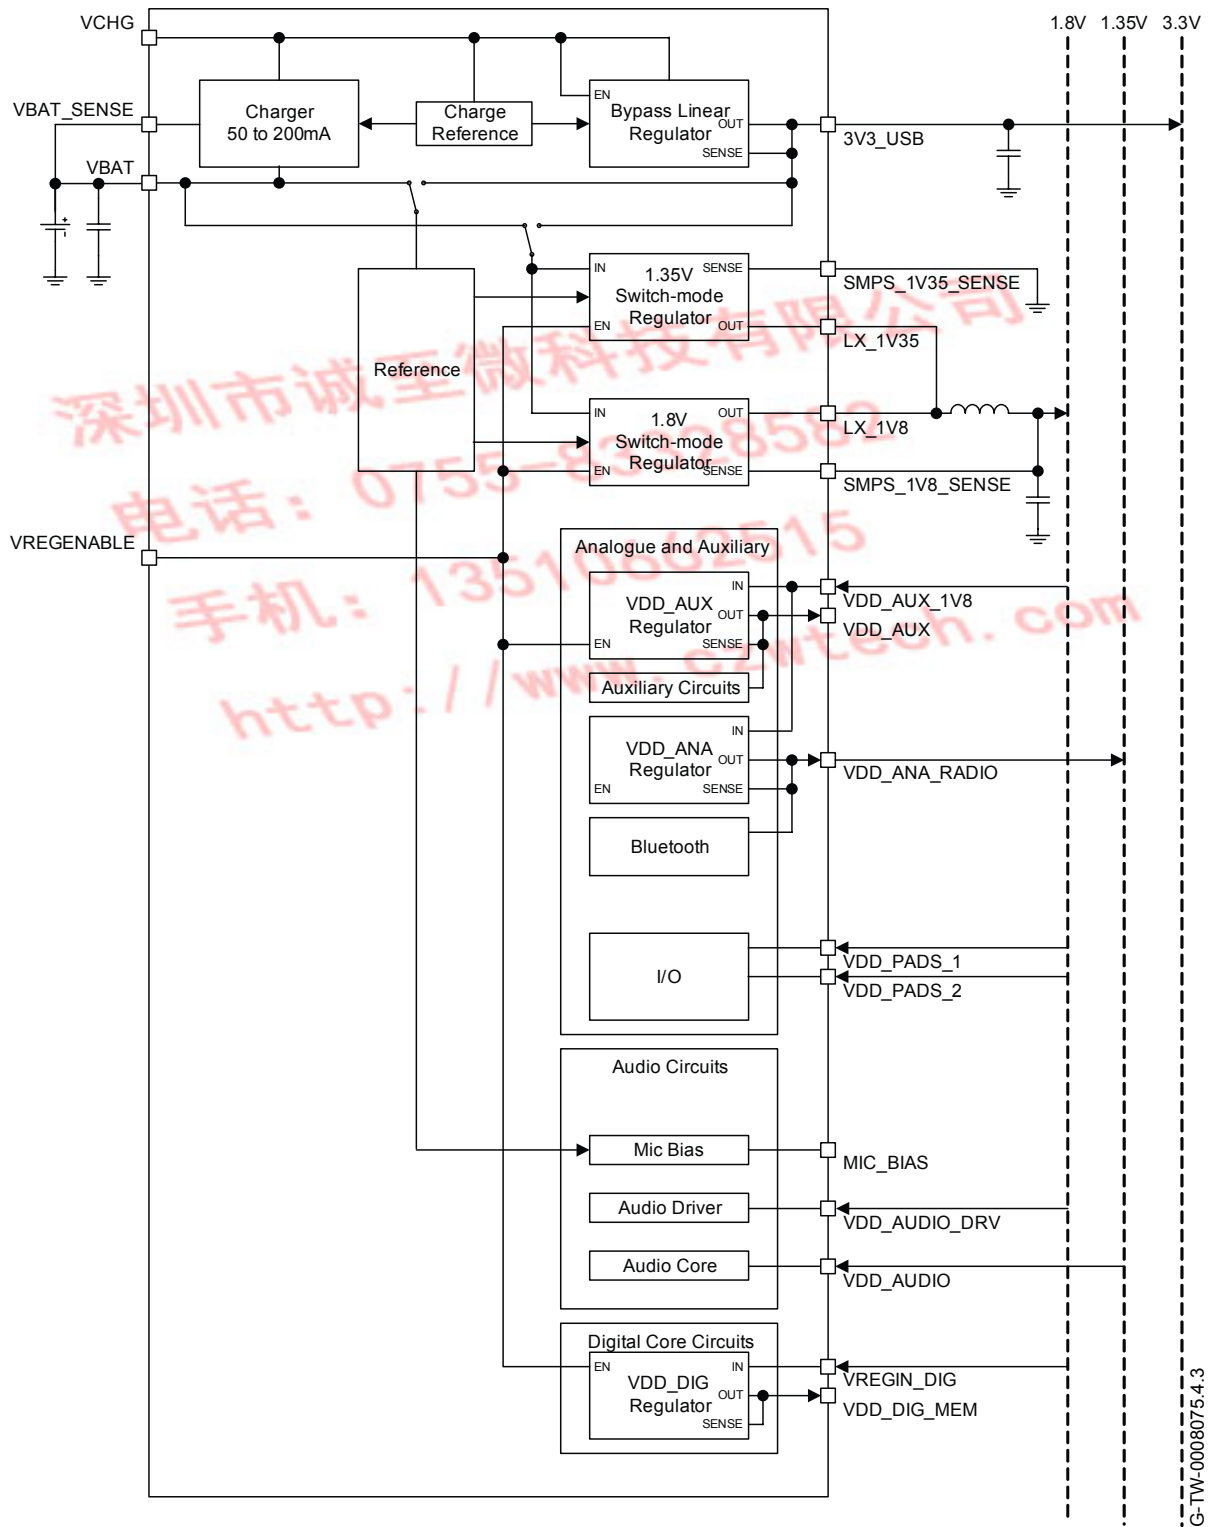 VCHG
1.8V 1.35V 3.3V
VBAT_SENSE
Charger
50 to 200mA
Charge
Reference
EN
Bypass Linear
Regulator
OUT
SENSE
3V3_USB
VBAT
IN
1.35V
Switch-mode
Regulator
SENSE
EN
OUT
SMPS_1V35_SENSE
LX_1V35
Reference
IN
1.8V
Switch-mode
Regulator
OUT
EN
SENSE
LX_1V8
SMPS_1V8_SENSE
VREGENABLE
Analogue and Auxiliary
IN
VDD_AUX
Regulator
OUT
EN
SENSE
VDD_AUX_1V8
VDD_AUX
Auxiliary Circuits
IN
VDD_ANA
Regulator
OUT
EN
SENSE
VDD_ANA_RADIO
Bluetooth
I/O
VDD_PADS_1
VDD_PADS_2
Audio Circuits
Mic Bias
MIC_BIAS
Audio Driver
VDD_AUDIO_DRV
Audio Core
VDD_AUDIO
Digital Core Circuits
EN
IN
VDD_DIG
Regulator
OUT
SENSE
VREGIN_DIG
VDD_DIG_MEM
G-TW-0008075.4.3
深圳市诚至微科技有限公司
电话：0755-83328582
手机：13510662515
http://www.czwtech.com